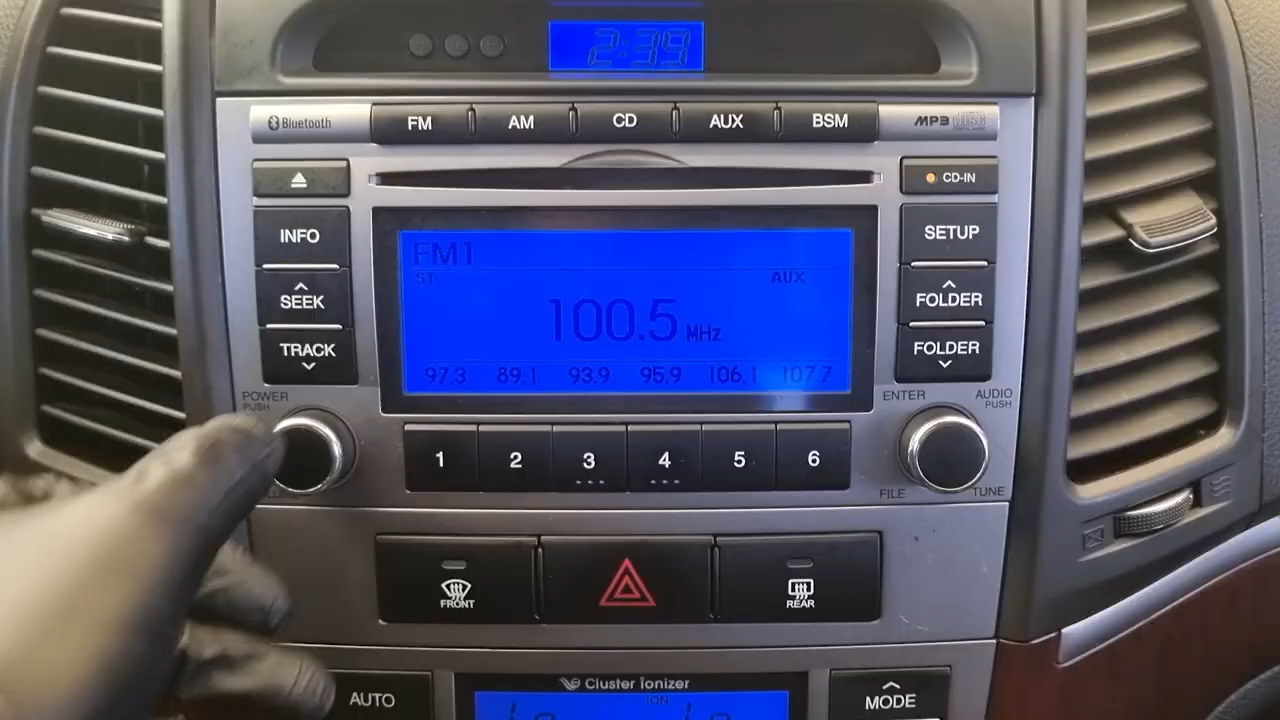 2:39
Bluetooth
FM
AM
CD
AUX
BSM
MP3
CD-IN
INFO
SETUP
SEEK
FOLDER
TRACK
FOLDER
FM1
ST
AUX
100.5 MHz
97.3 89.1 93.9 95.9 106.1 107.7
POWER
PUSH
ENTER
AUDIO
PUSH
1
2
3
4
5
6
FILE
TUNE
FRONT
REAR
AUTO
Cluster Ionizer
ION
MODE